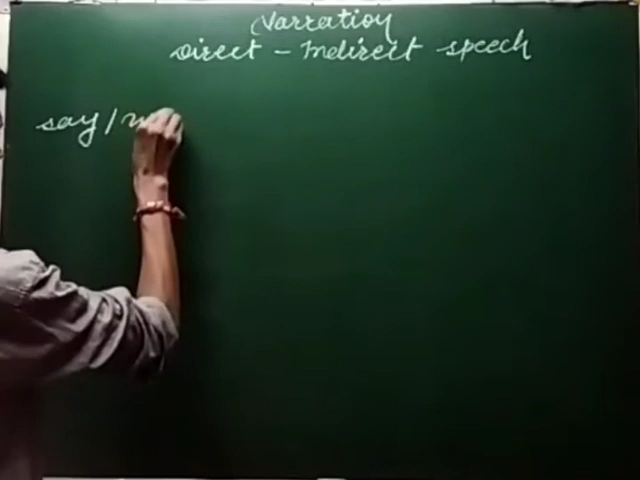 Narration
Direct - Indirect speech
say /